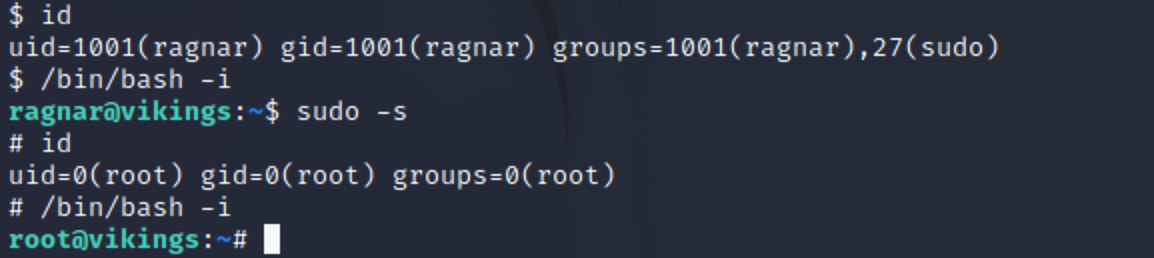 $ id
uid=1001(ragnar) gid=1001(ragnar) groups=1001(ragnar),27(sudo)
$ /bin/bash -i
ragnar@vikings:~$ sudo -s
# id
uid=0(root) gid=0(root) groups=0(root)
# /bin/bash -i
root@vikings:~#